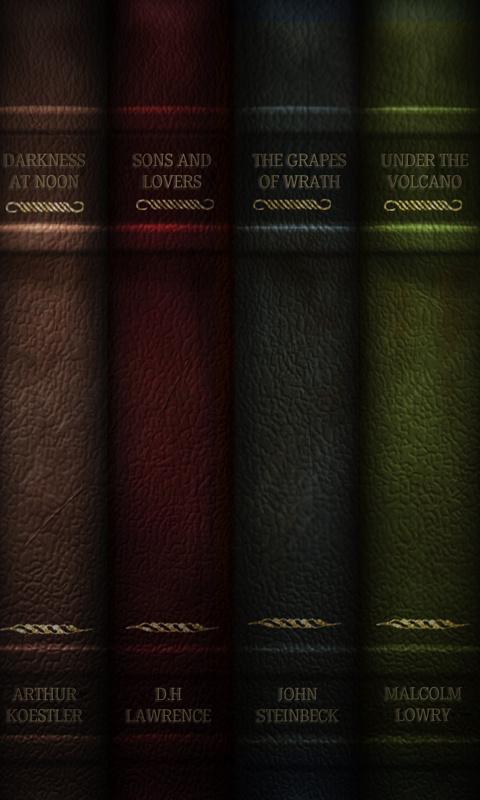 DARKNESS
AT NOON
SONS AND
LOVERS
THE GRAPES
OF WRATH
UNDER THE
VOLCANO
ARTHUR
KOESTLER
D.H
LAWRENCE
JOHN
STEINBECK
MALCOLM
LOWRY